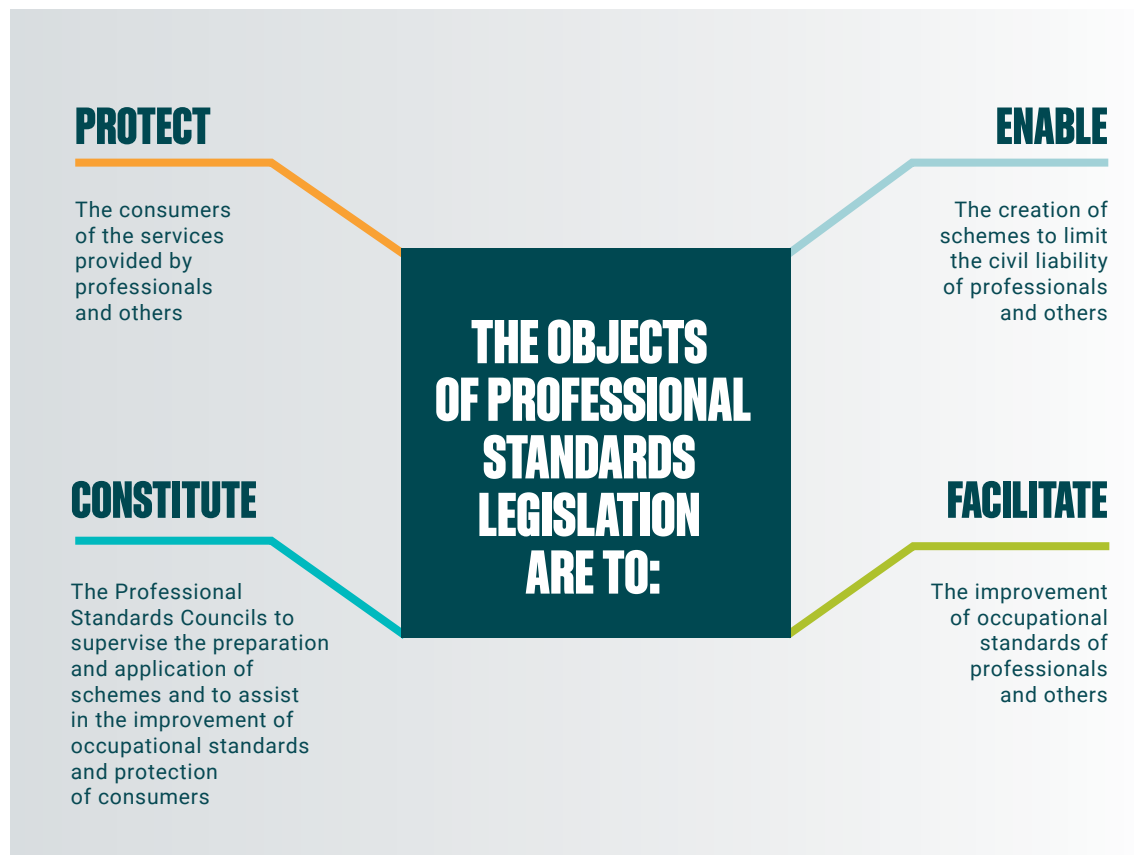 PROTECT
The consumers
of the services
provided by
professionals
and others
ENABLE
The creation of
schemes to limit
the civil liability
of professionals
and others
THE OBJECTS
OF PROFESSIONAL
STANDARDS
LEGISLATION
ARE TO:
CONSTITUTE
The Professional
Standards Councils to
supervise the preparation
and application of
schemes and to assist
in the improvement of
occupational standards
and protection
of consumers
FACILITATE
The improvement
of occupational
standards of
professionals
and others